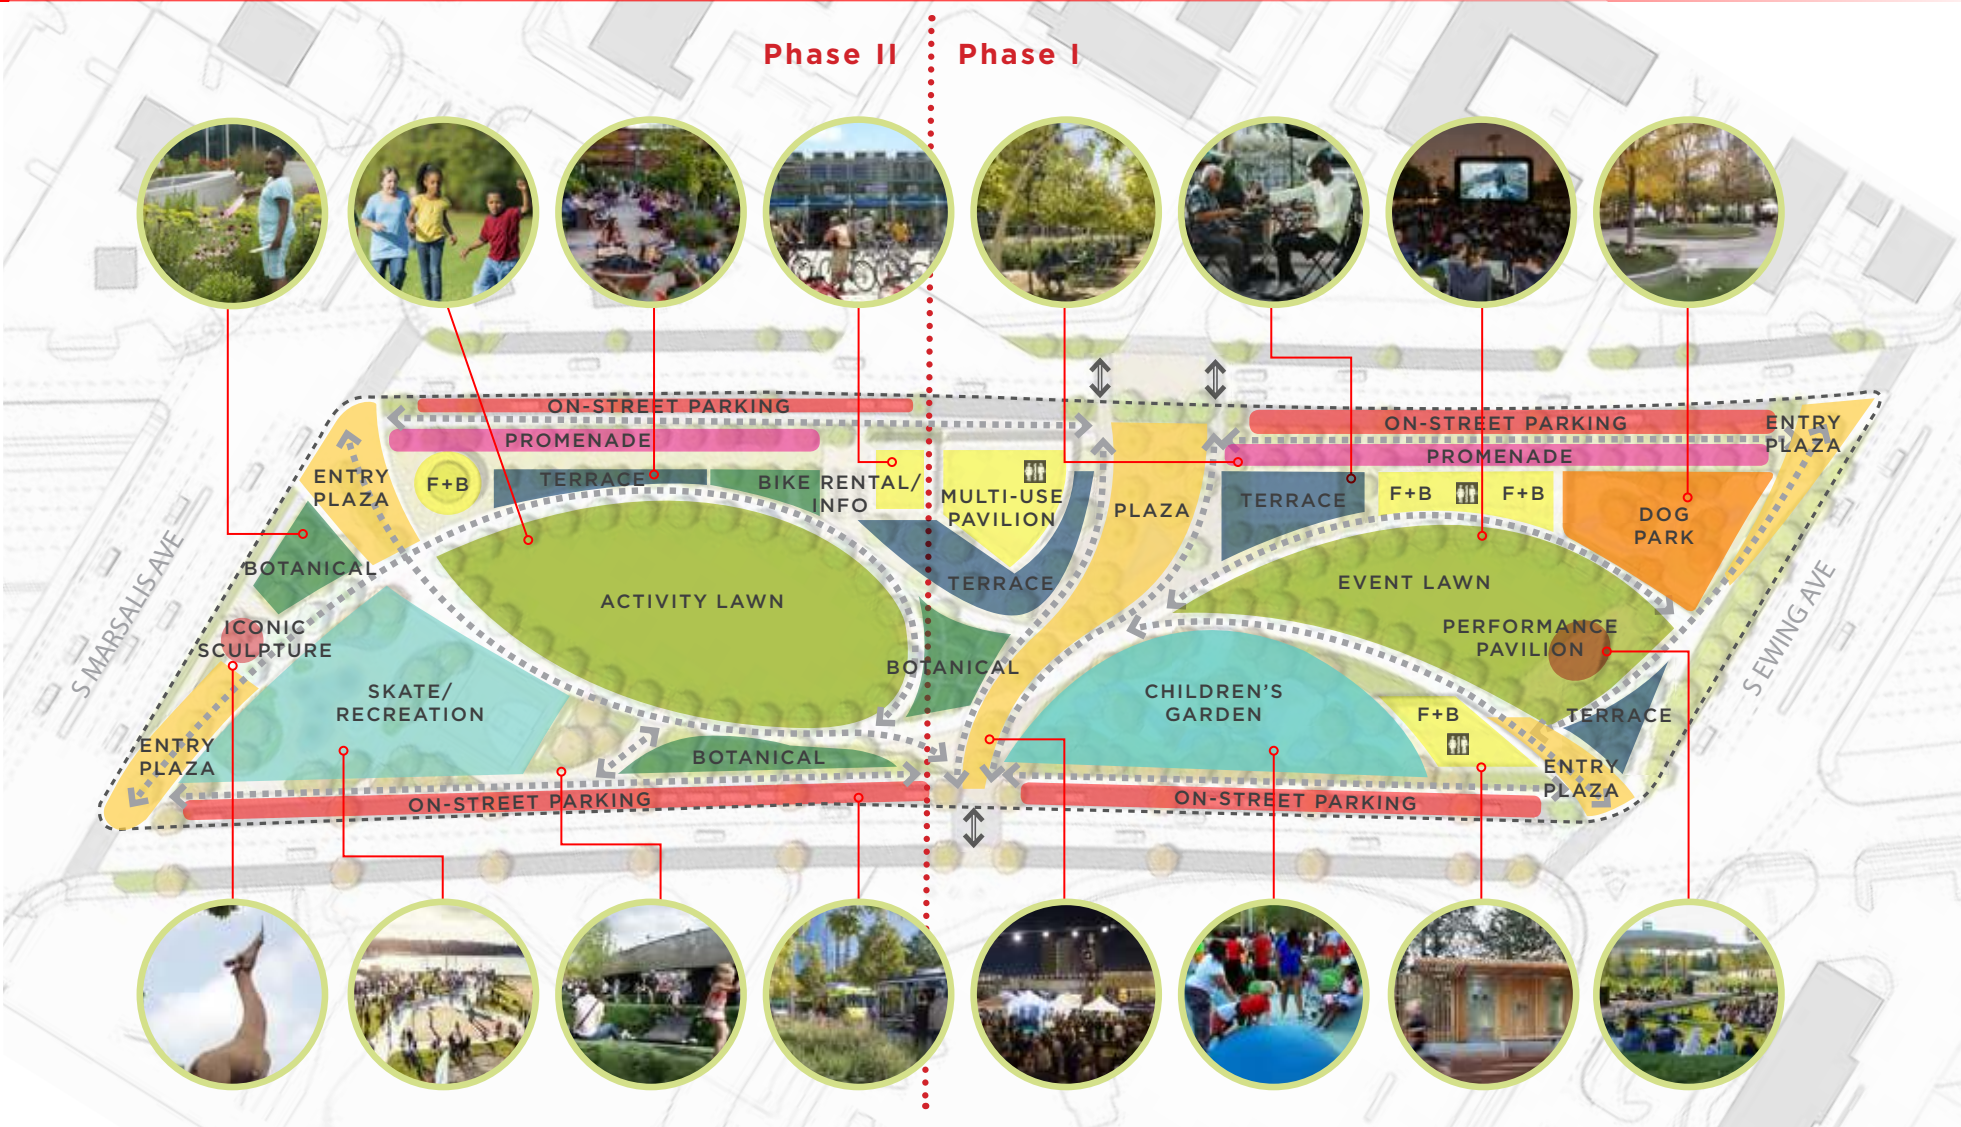 Phase II
Phase I
ON-STREET PARKING
PROMENADE
ENTRY
PLAZA
F+B
TERRACE
BIKE RENTAL/
INFO
MULTI-USE
PAVILION
PLAZA
ON-STREET PARKING
PROMENADE
ENTRY
PLAZA
TERRACE
F+B
F+B
DOG
PARK
BOTANICAL
ACTIVITY LAWN
TERRACE
EVENT LAWN
S MARSALIS AVE
S EWING AVE
ICONIC
SCULPTURE
PERFORMANCE
PAVILION
BOTANICAL
SKATE/
RECREATION
CHILDREN'S
GARDEN
F+B
TERRACE
ENTRY
PLAZA
BOTANICAL
ENTRY
PLAZA
ON-STREET PARKING
ON-STREET PARKING